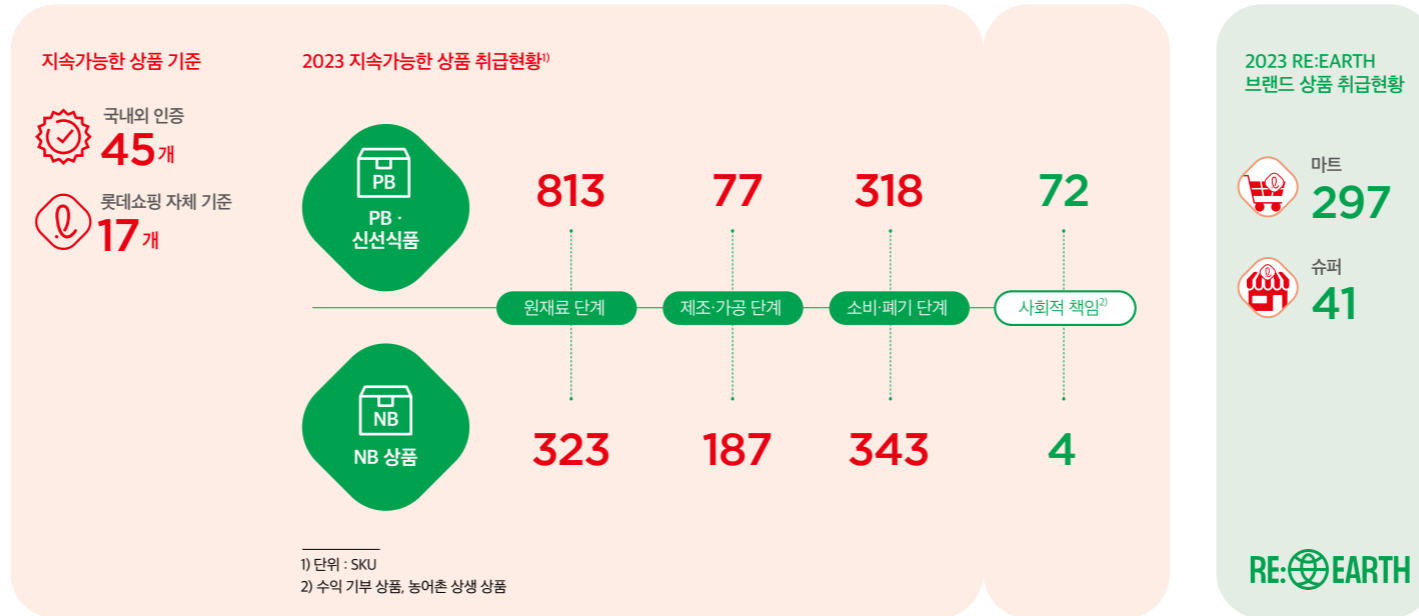 지속가능한 상품 기준
국내외 인증
45개
롯데쇼핑 자체 기준
17개
2023 지속가능한 상품 취급현황1)
PB
PB ·
신선식품
813 77 318 72
원재료 단계 제조·가공 단계 소비·폐기 단계 사회적 책임2)
NB
NB 상품
323 187 343 4
1) 단위 : SKU
2) 수익 기부 상품, 농어촌 상생 상품
2023 RE:EARTH
브랜드 상품 취급현황
마트
297
슈퍼
41
RE:EARTH